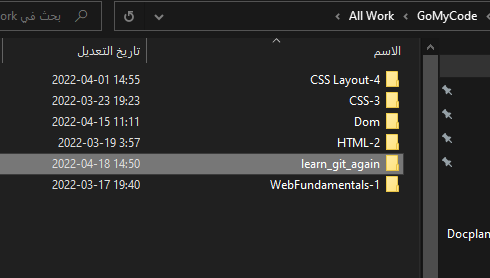 GoMyCode > All Work >
بحث في Work
الاسم تاريخ التعديل
CSS Layout-4 2022-04-01 14:55
CSS-3 2022-03-23 19:23
Dom 2022-04-15 11:11
HTML-2 2022-03-19 3:57
learn_git_again 2022-04-18 14:50
WebFundamentals-1 2022-03-17 19:40
Docplan